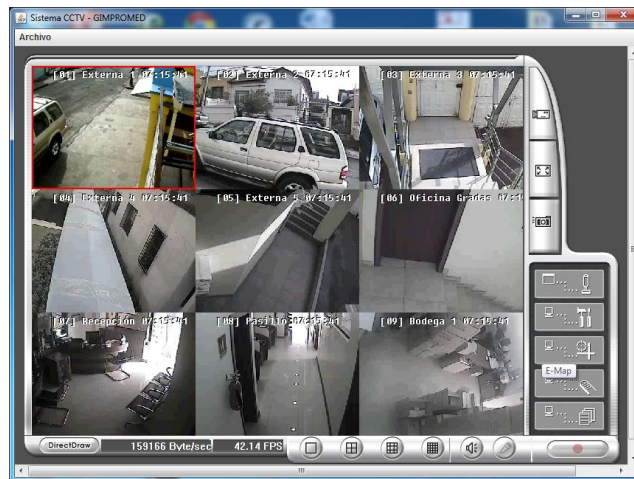 Sistema CCTV - GIMPROMED
Archivo
[01] Externa 1 07:15:41
[02] Externa 2 07:15:41
[03] Externa 3 07:15:41
[04] Externa 4 07:15:41
[05] Externa 5 07:15:41
[06] Oficina Gradas 07:1
[07] Recepción 07:15:41
[08] Pasillo 07:15:41
[09] Bodega 1 07:15:41
E-Map
DirectDraw
159166 Byte/sec
42.14 FPS